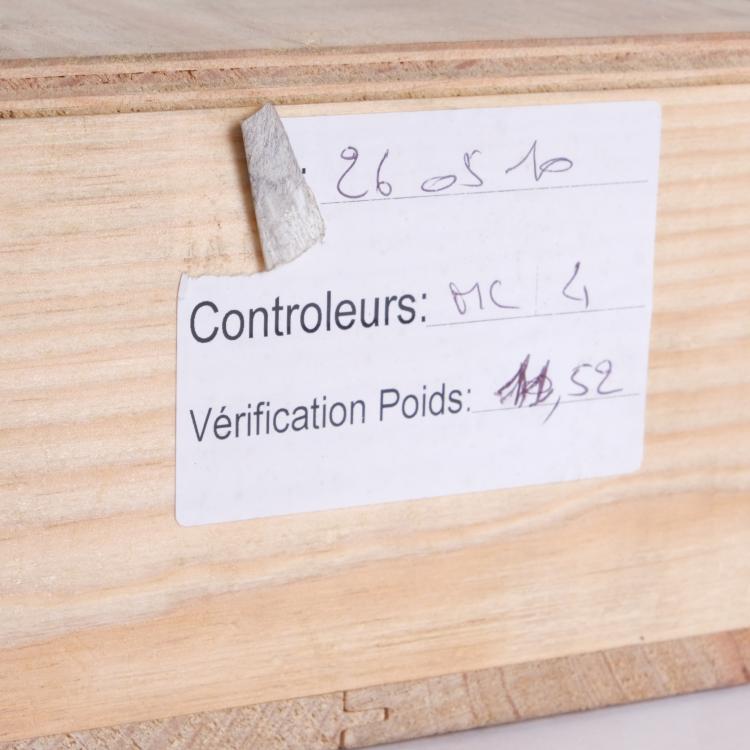 : 26 05 10
Controleurs: MC 4
Vérification Poids: 11,52